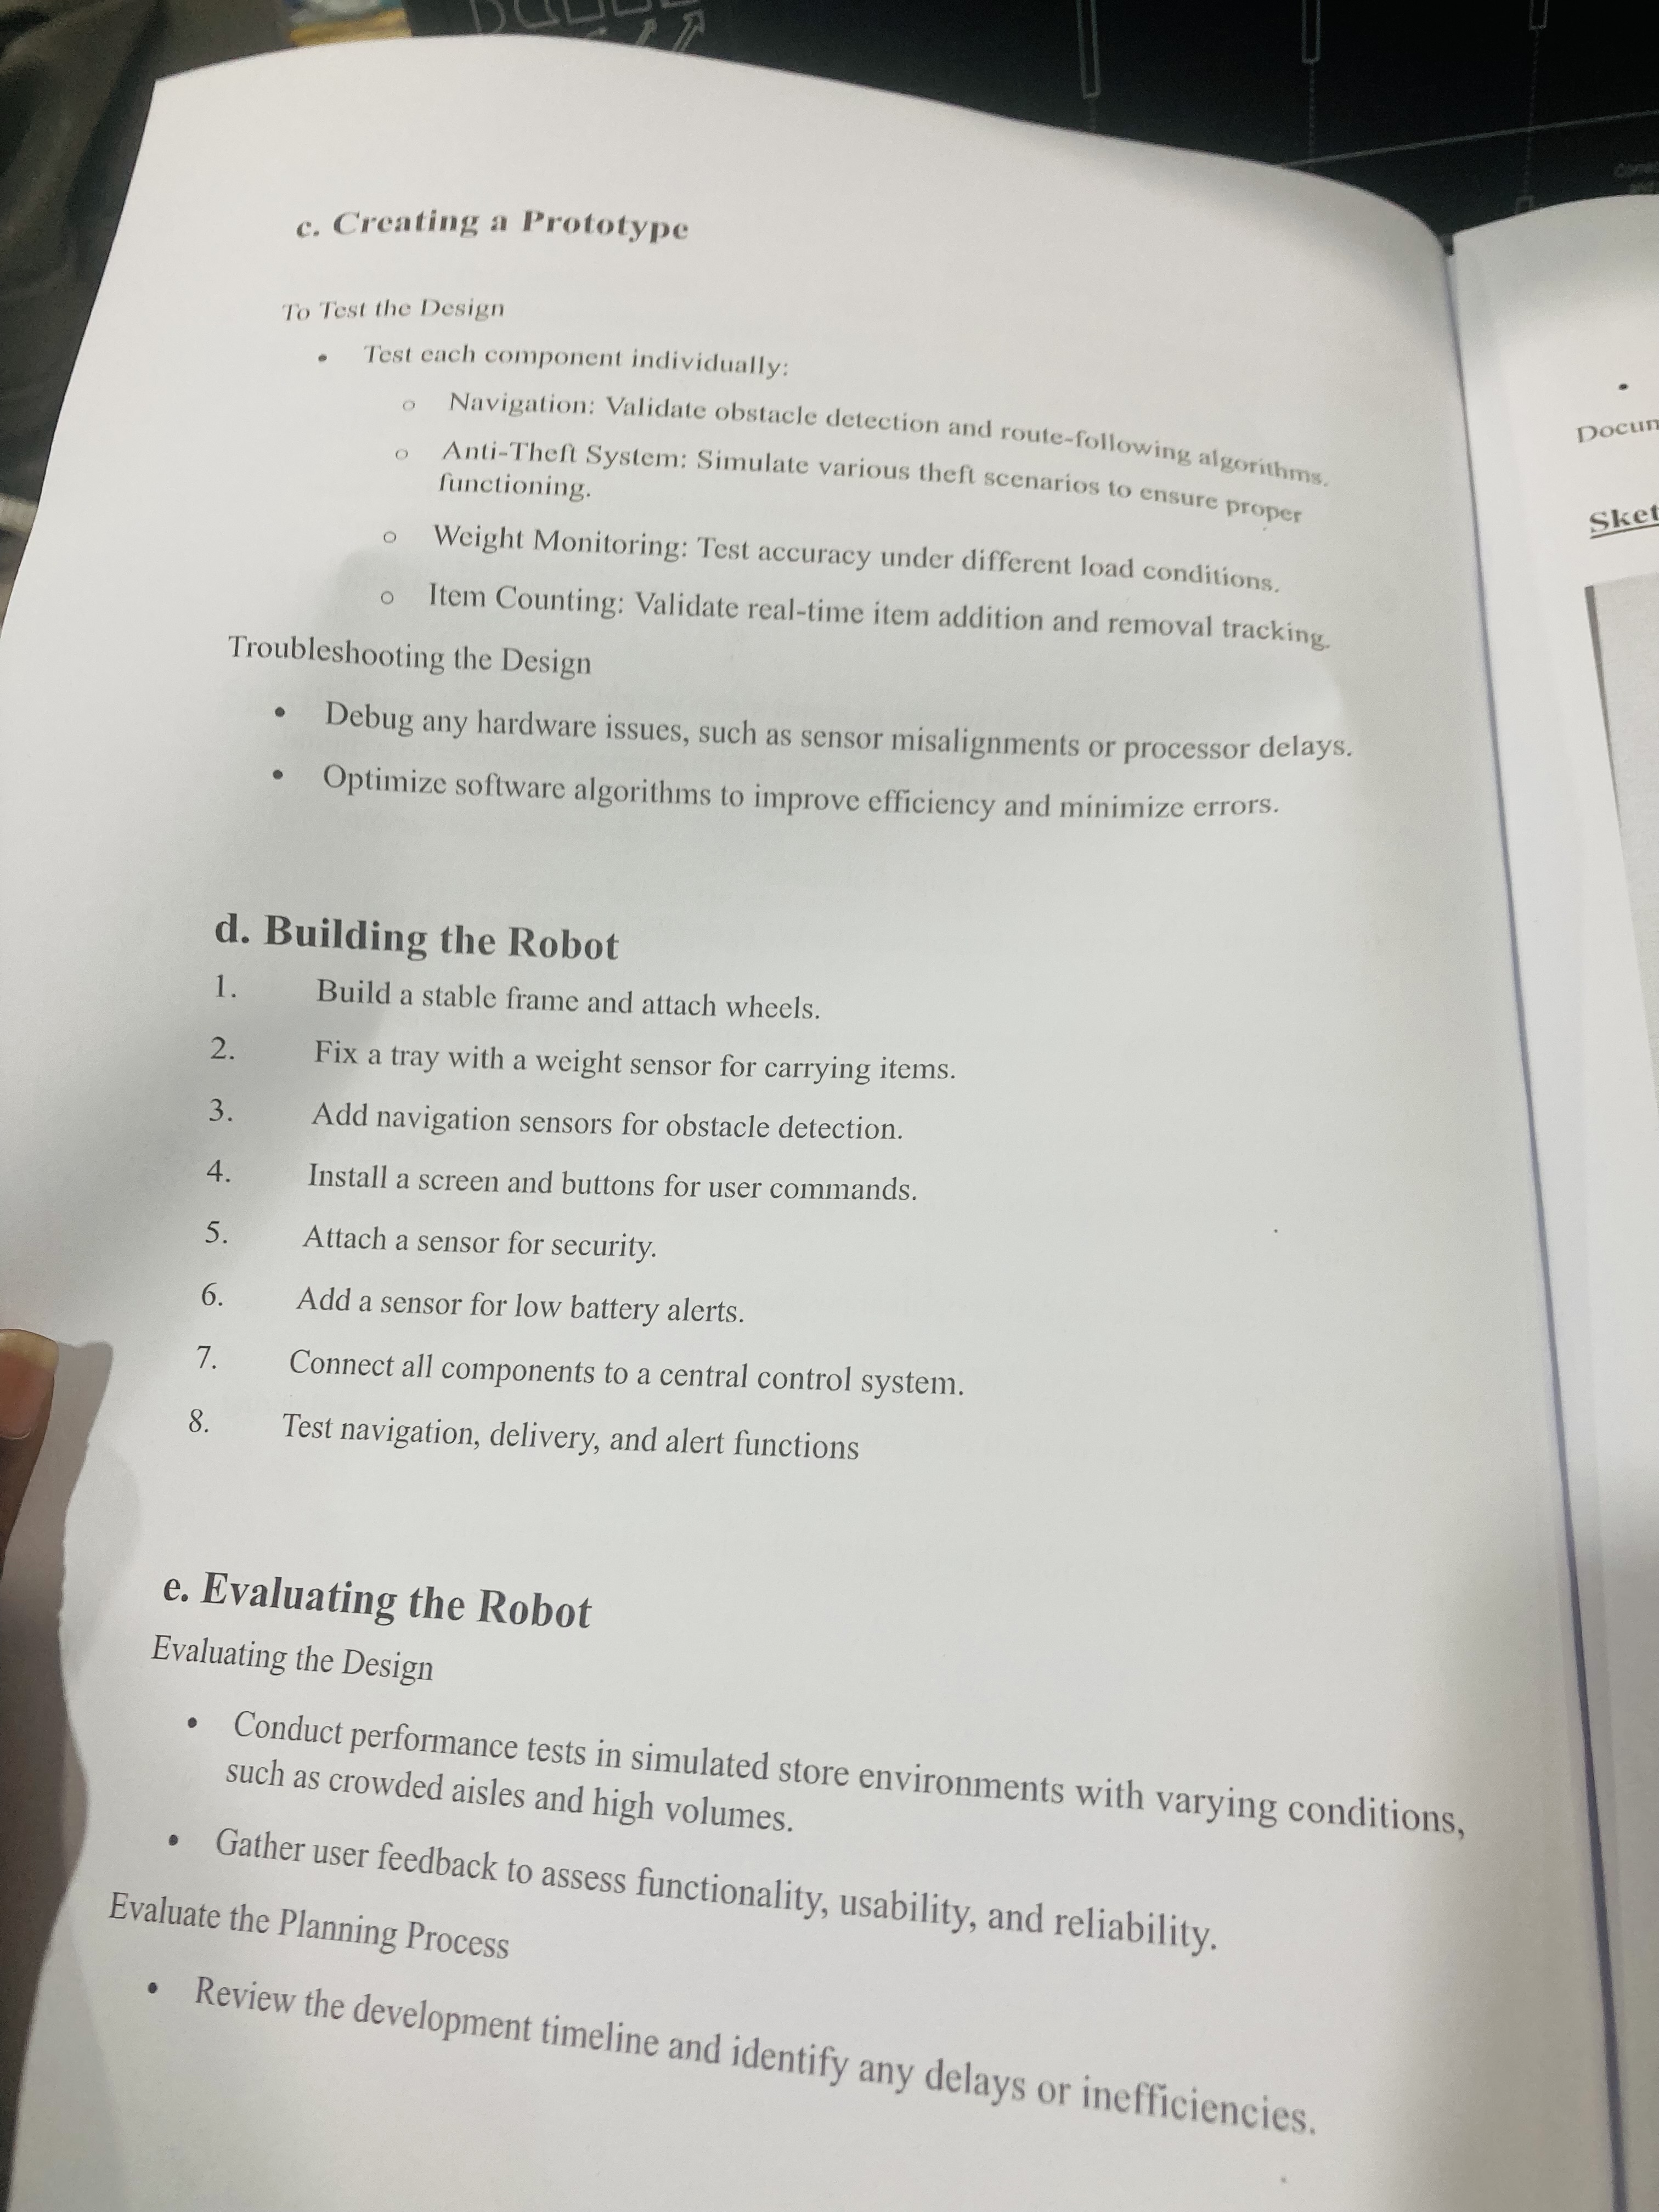 c. Creating a Prototype
To Test the Design
• Test each component individually:
o Navigation: Validate obstacle detection and route-following algorithms.
o Anti-Theft System: Simulate various theft scenarios to ensure proper
functioning.
o Weight Monitoring: Test accuracy under different load conditions.
o Item Counting: Validate real-time item addition and removal tracking.
Troubleshooting the Design
• Debug any hardware issues, such as sensor misalignments or processor delays.
• Optimize software algorithms to improve efficiency and minimize errors.
d. Building the Robot
1. Build a stable frame and attach wheels.
2. Fix a tray with a weight sensor for carrying items.
3. Add navigation sensors for obstacle detection.
4. Install a screen and buttons for user commands.
5. Attach a sensor for security.
6. Add a sensor for low battery alerts.
7. Connect all components to a central control system.
8. Test navigation, delivery, and alert functions
e. Evaluating the Robot
Evaluating the Design
• Conduct performance tests in simulated store environments with varying conditions,
such as crowded aisles and high volumes.
• Gather user feedback to assess functionality, usability, and reliability.
Evaluate the Planning Process
• Review the development timeline and identify any delays or inefficiencies.
•
Docum
Sket